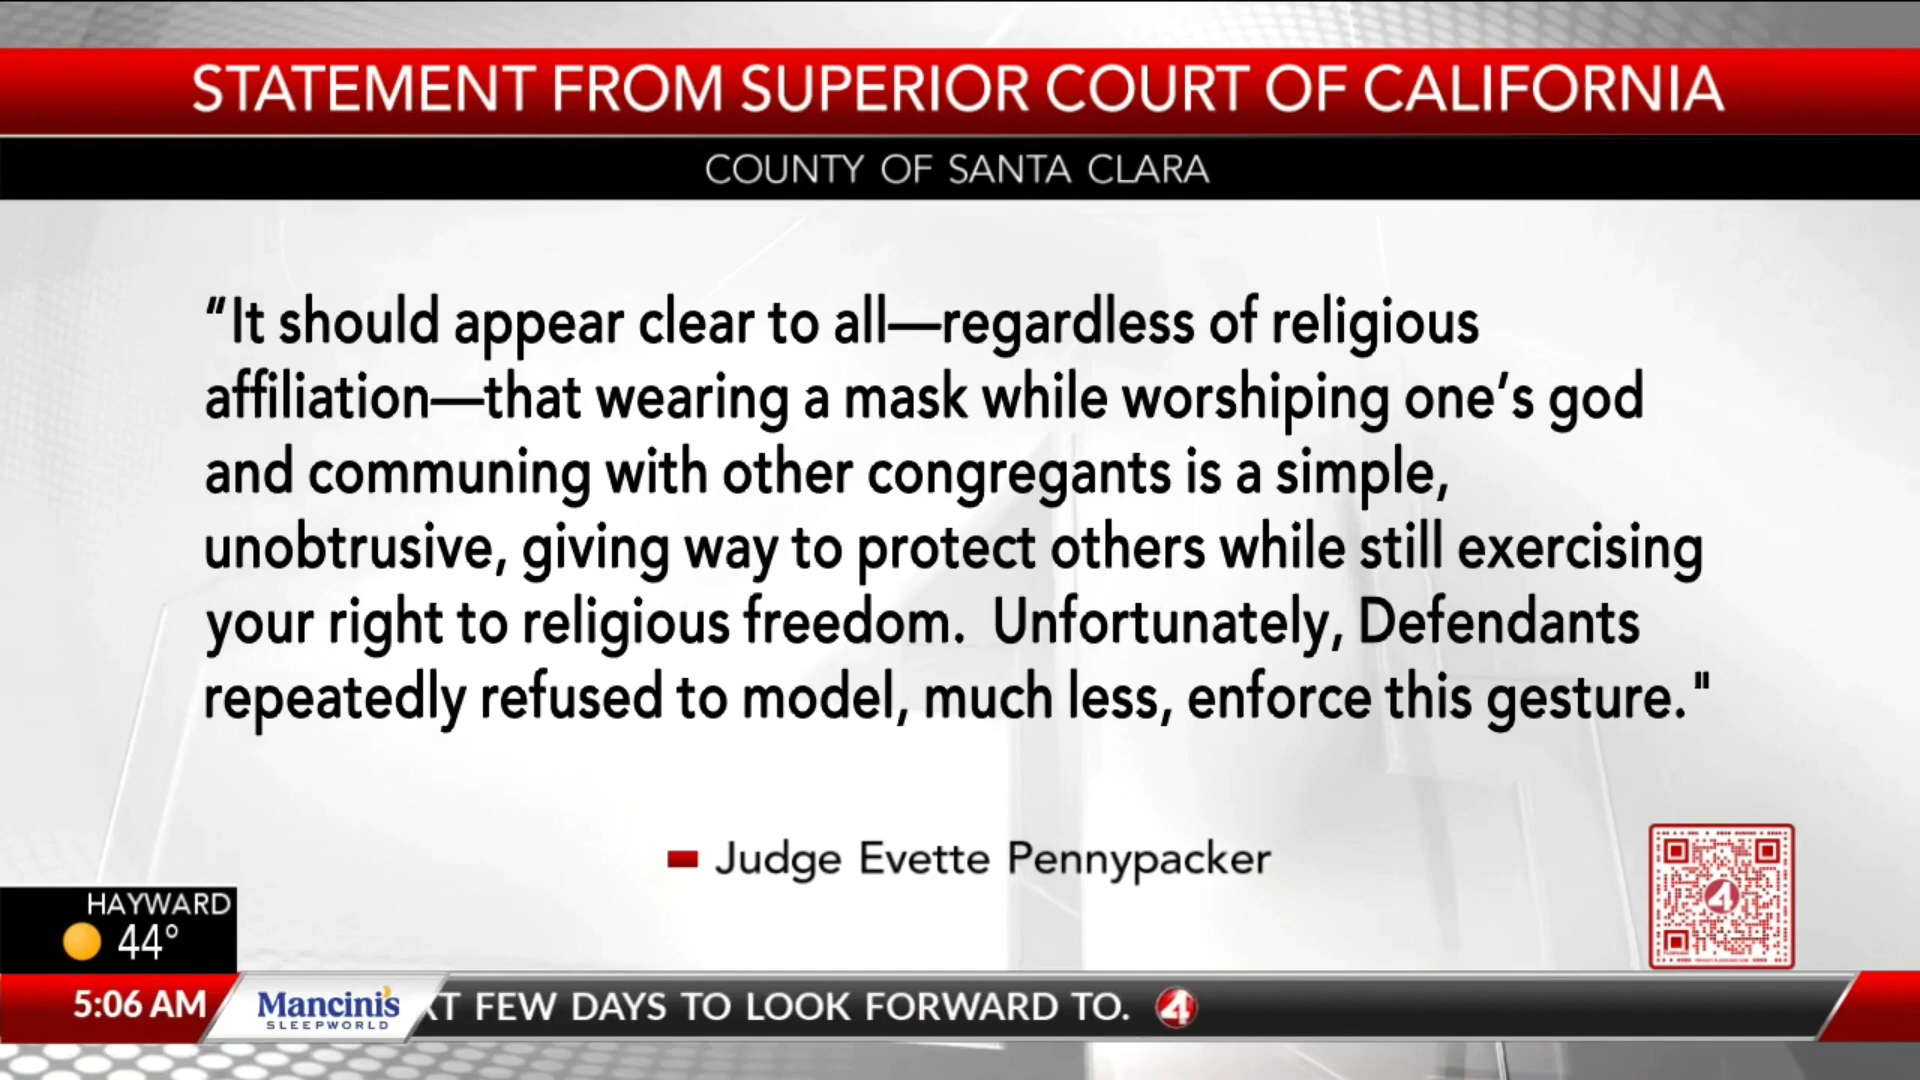 STATEMENT FROM SUPERIOR COURT OF CALIFORNIA
COUNTY OF SANTA CLARA
“It should appear clear to all—regardless of religious
affiliation—that wearing a mask while worshiping one’s god
and communing with other congregants is a simple,
unobtrusive, giving way to protect others while still exercising
your right to religious freedom.  Unfortunately, Defendants
repeatedly refused to model, much less, enforce this gesture."
Judge Evette Pennypacker
4
HAYWARD
44°
5:06 AM
Mancini's
SLEEPWORLD
XT FEW DAYS TO LOOK FORWARD TO.
4